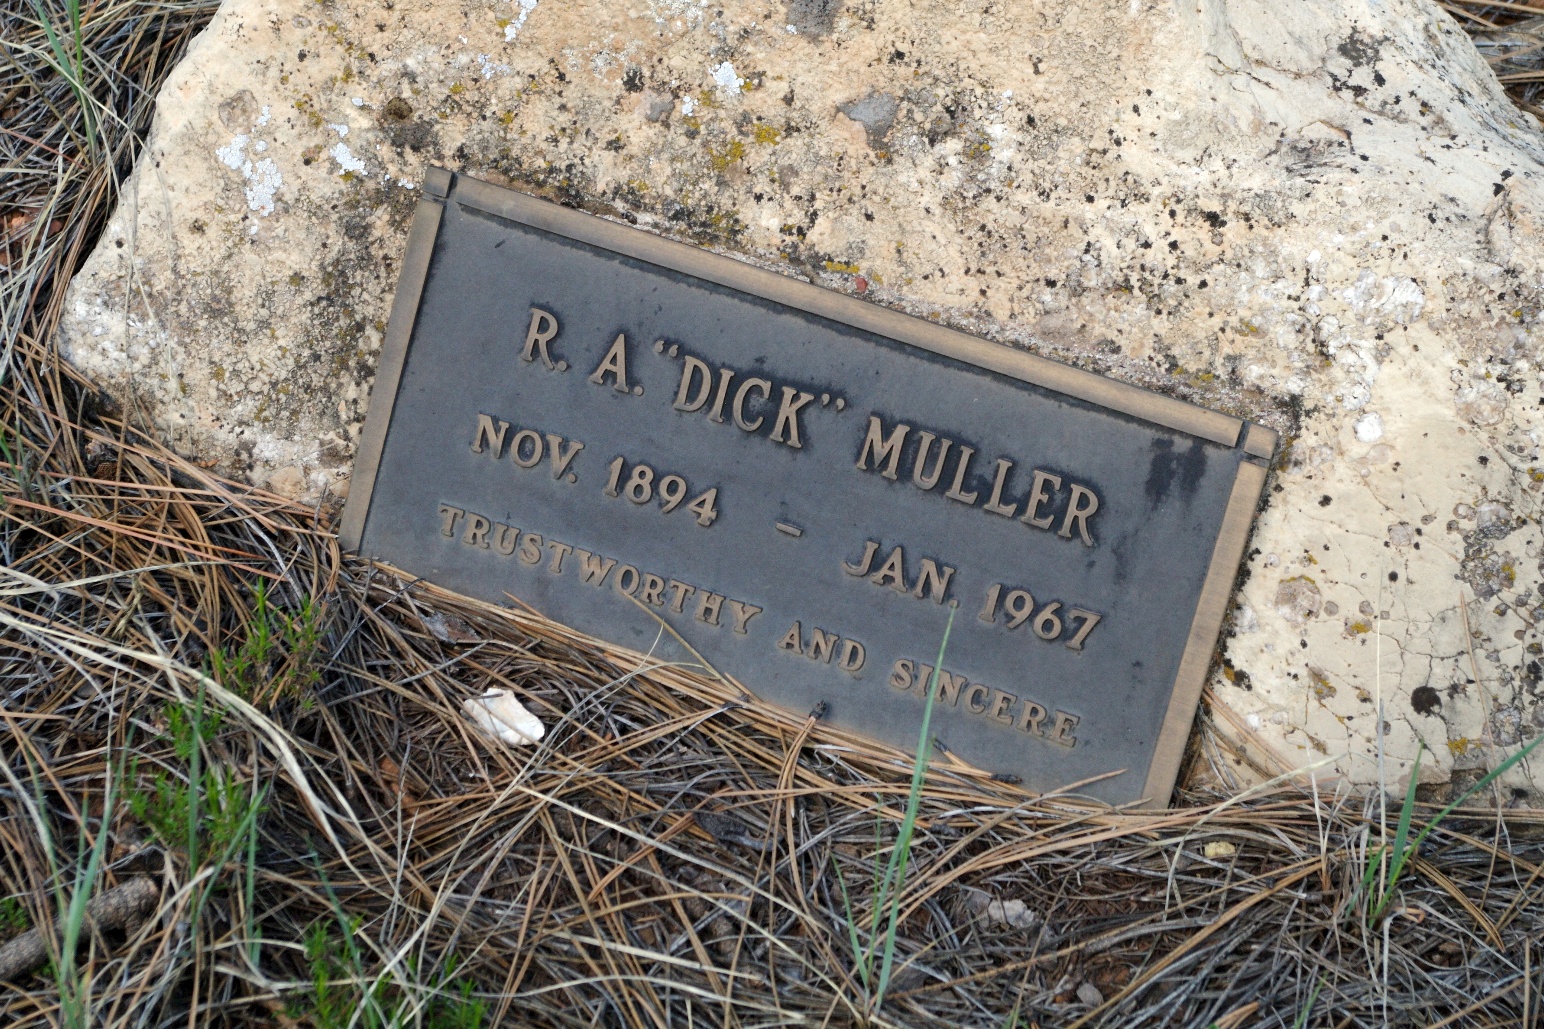 R. A. "DICK" MULLER
NOV. 1894 – JAN. 1967
TRUSTWORTHY AND SINCERE